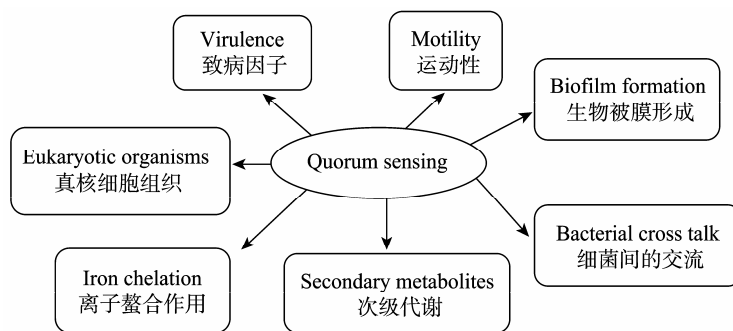 Virulence
致病因子
Motility
运动性
Biofilm formation
生物被膜形成
Eukaryotic organisms
真核细胞组织
Quorum sensing
Bacterial cross talk
细菌间的交流
Iron chelation
离子螯合作用
Secondary metabolites
次级代谢